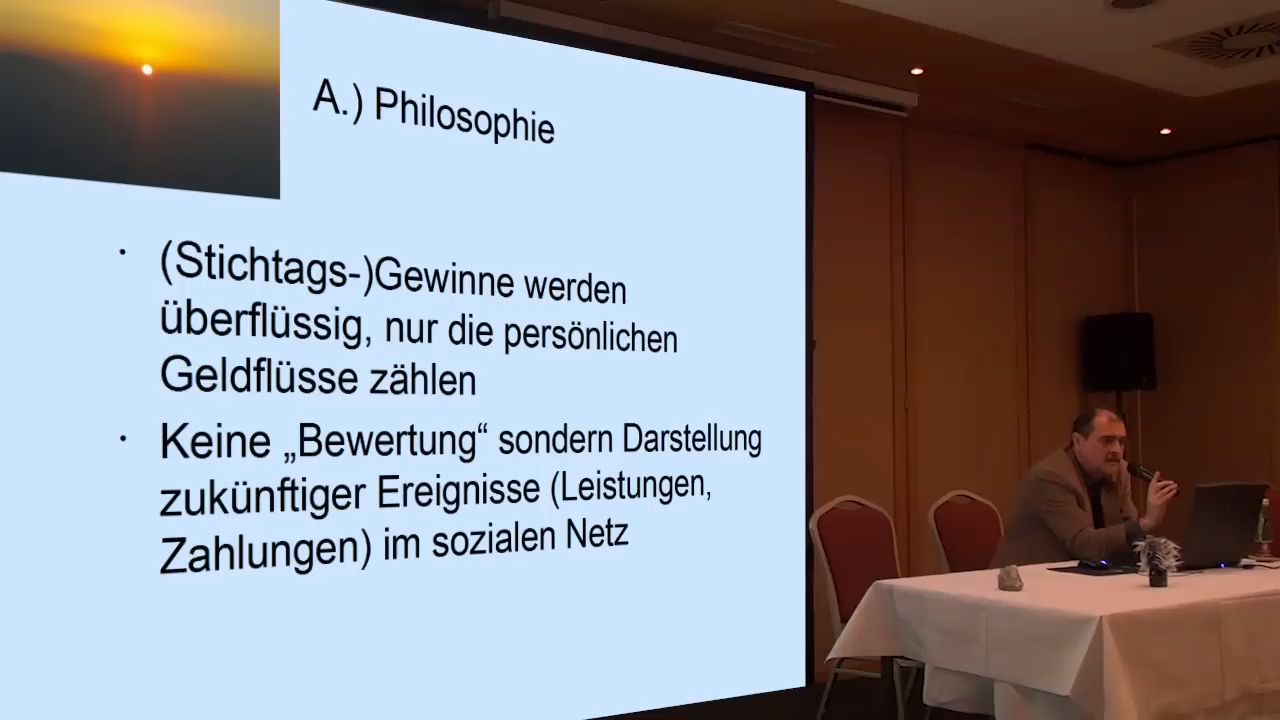 A.) Philosophie
(Stichtags-)Gewinne werden
überflüssig, nur die persönlichen
Geldflüsse zählen
Keine „Bewertung“ sondern Darstellung
zukünftiger Ereignisse (Leistungen,
Zahlungen) im sozialen Netz